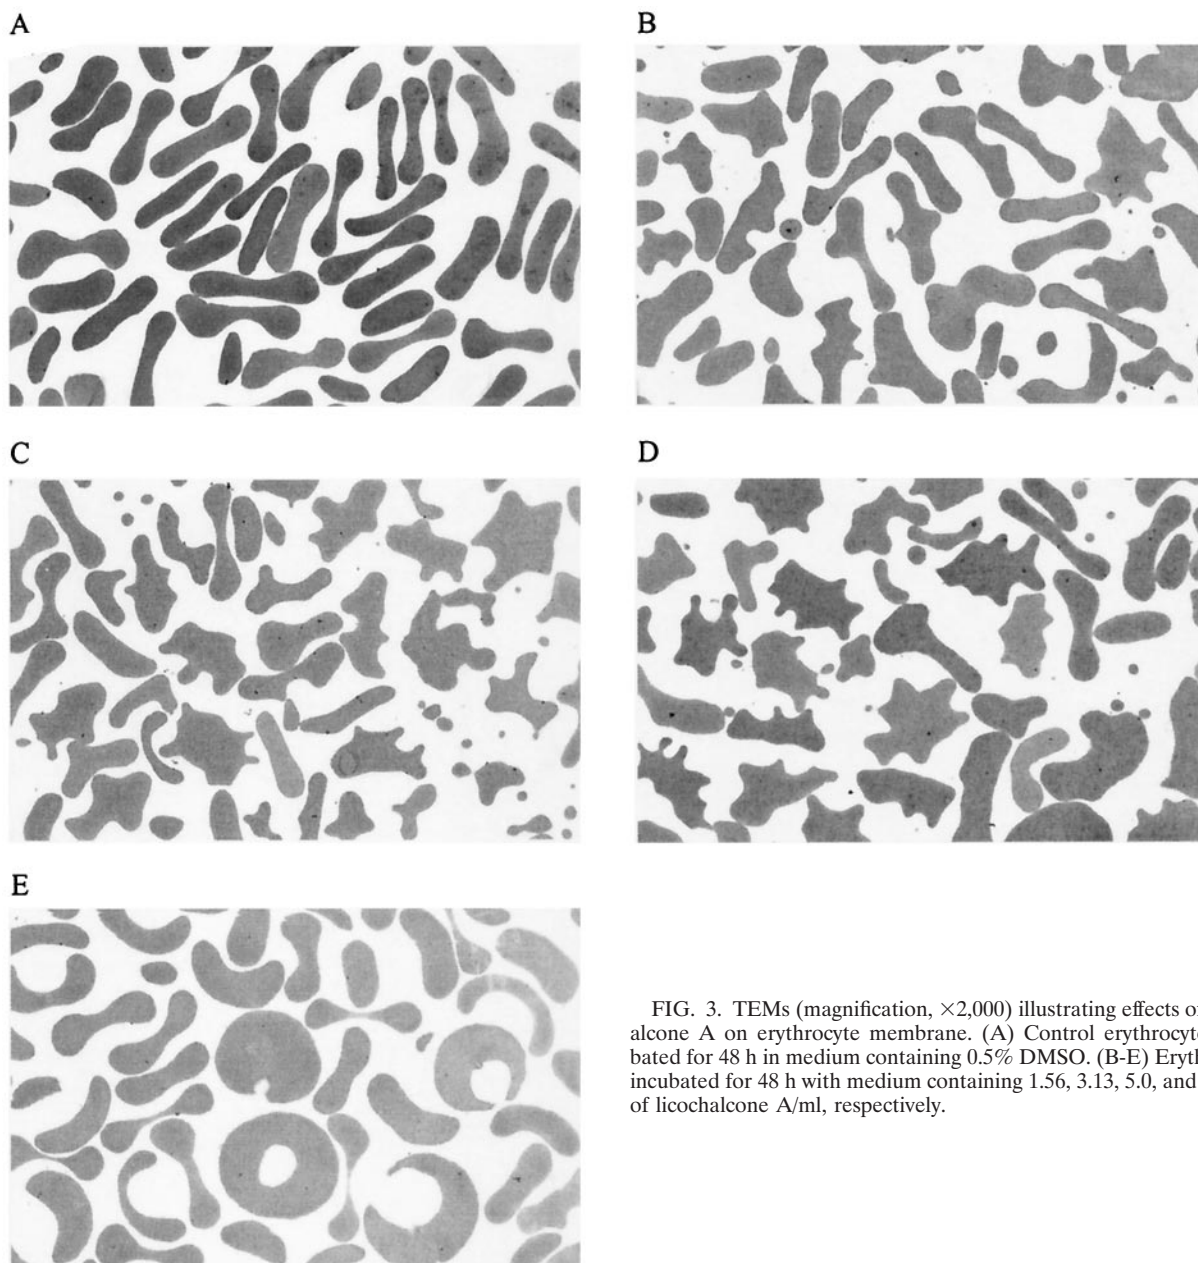 A
B
C
D
E
FIG. 3. TEMs (magnification, ×2,000) illustrating effects of
alcone A on erythrocyte membrane. (A) Control erythrocyte
bated for 48 h in medium containing 0.5% DMSO. (B-E) Eryth
incubated for 48 h with medium containing 1.56, 3.13, 5.0, and
of licochalcone A/ml, respectively.